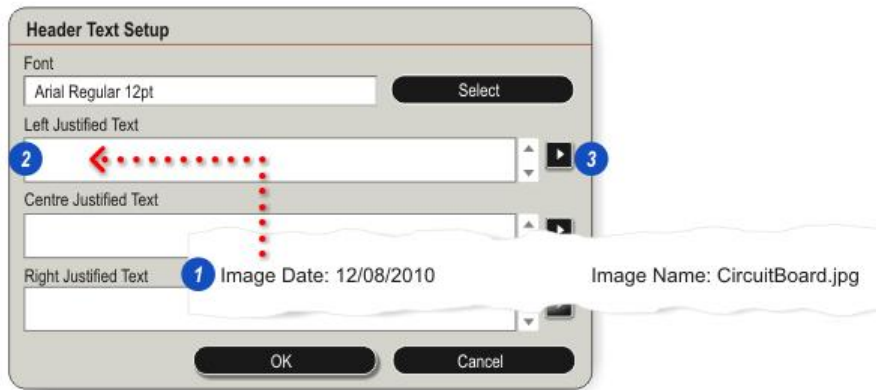 Header Text Setup
Font
Arial Regular 12pt
Select
Left Justified Text
2
3
Centre Justified Text
Right Justified Text
1
Image Date: 12/08/2010
Image Name: CircuitBoard.jpg
OK
Cancel